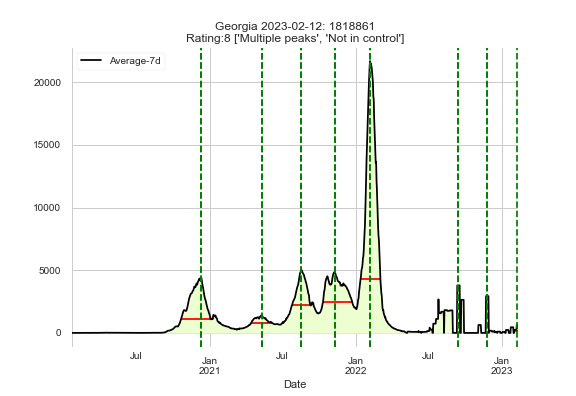 Georgia 2023-02-12: 1818861
Rating:8 ['Multiple peaks', 'Not in control']
Average-7d
20000
15000
10000
5000
0
Jul
Jan
2021
Jul
Jan
2022
Jul
Jan
2023
Date